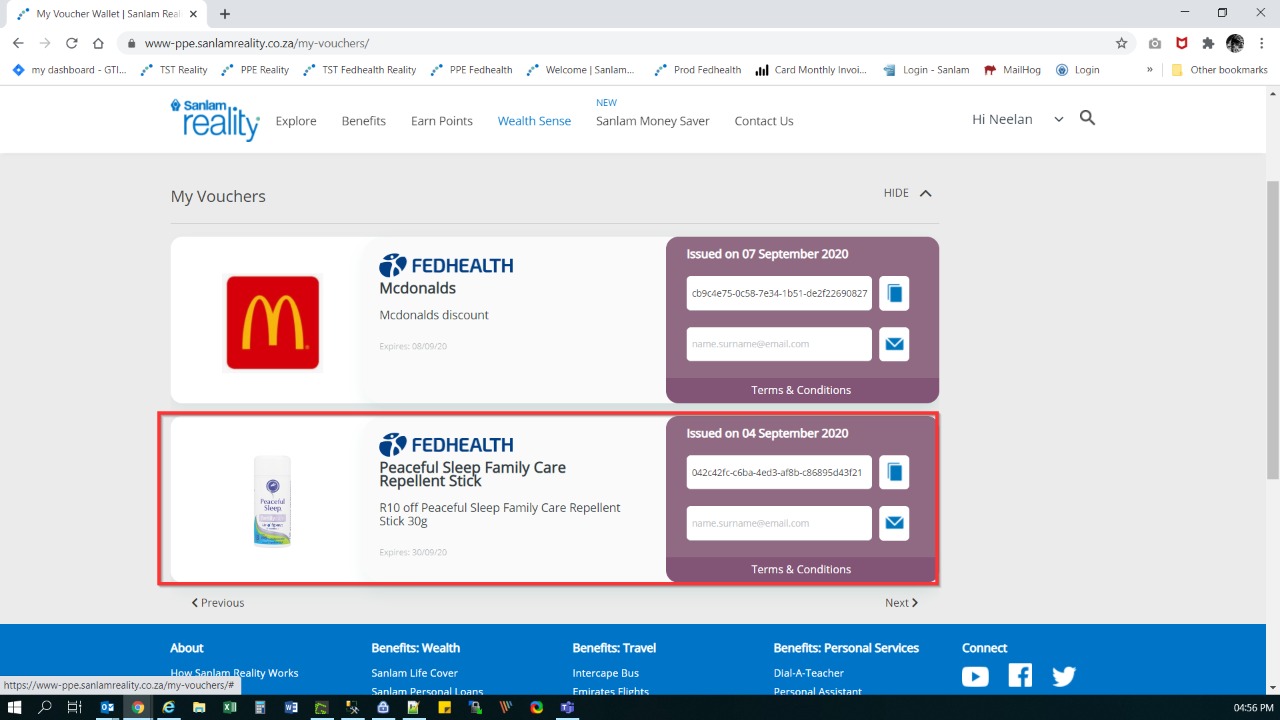 My Voucher Wallet | Sanlam Real
www-ppe.sanlamreality.co.za/my-vouchers/
my dashboard - GTI... TST Reality PPE Reality TST Fedhealth Reality PPE Fedhealth Welcome | Sanlam... Prod Fedhealth Card Monthly Invoi... Login - Sanlam MailHog Login » Other bookmarks
Sanlam
reality
NEW
Explore Benefits Earn Points Wealth Sense Sanlam Money Saver Contact Us Hi Neelan
My Vouchers HIDE
FEDHEALTH
Mcdonalds
Mcdonalds discount
Expires: 08/09/20
Issued on 07 September 2020
cb9c4e75-0c58-7e34-1b51-de2f22690827
name.surname@email.com
Terms & Conditions
Peaceful
Sleep
FEDHEALTH
Peaceful Sleep Family Care
Repellent Stick
R10 off Peaceful Sleep Family Care Repellent
Stick 30g
Expires: 30/09/20
Issued on 04 September 2020
042c42fc-c6ba-4ed3-af8b-c86895d43f21
name.surname@email.com
Terms & Conditions
Previous Next
About Benefits: Wealth Benefits: Travel Benefits: Personal Services Connect
How Sanlam Reality Works Sanlam Life Cover Intercape Bus Dial-A-Teacher
Sanlam Personal Loans Emirates Flights Personal Assistant
https://www-ppe.sanlamreality.co.za/my-vouchers/#
04:56 PM